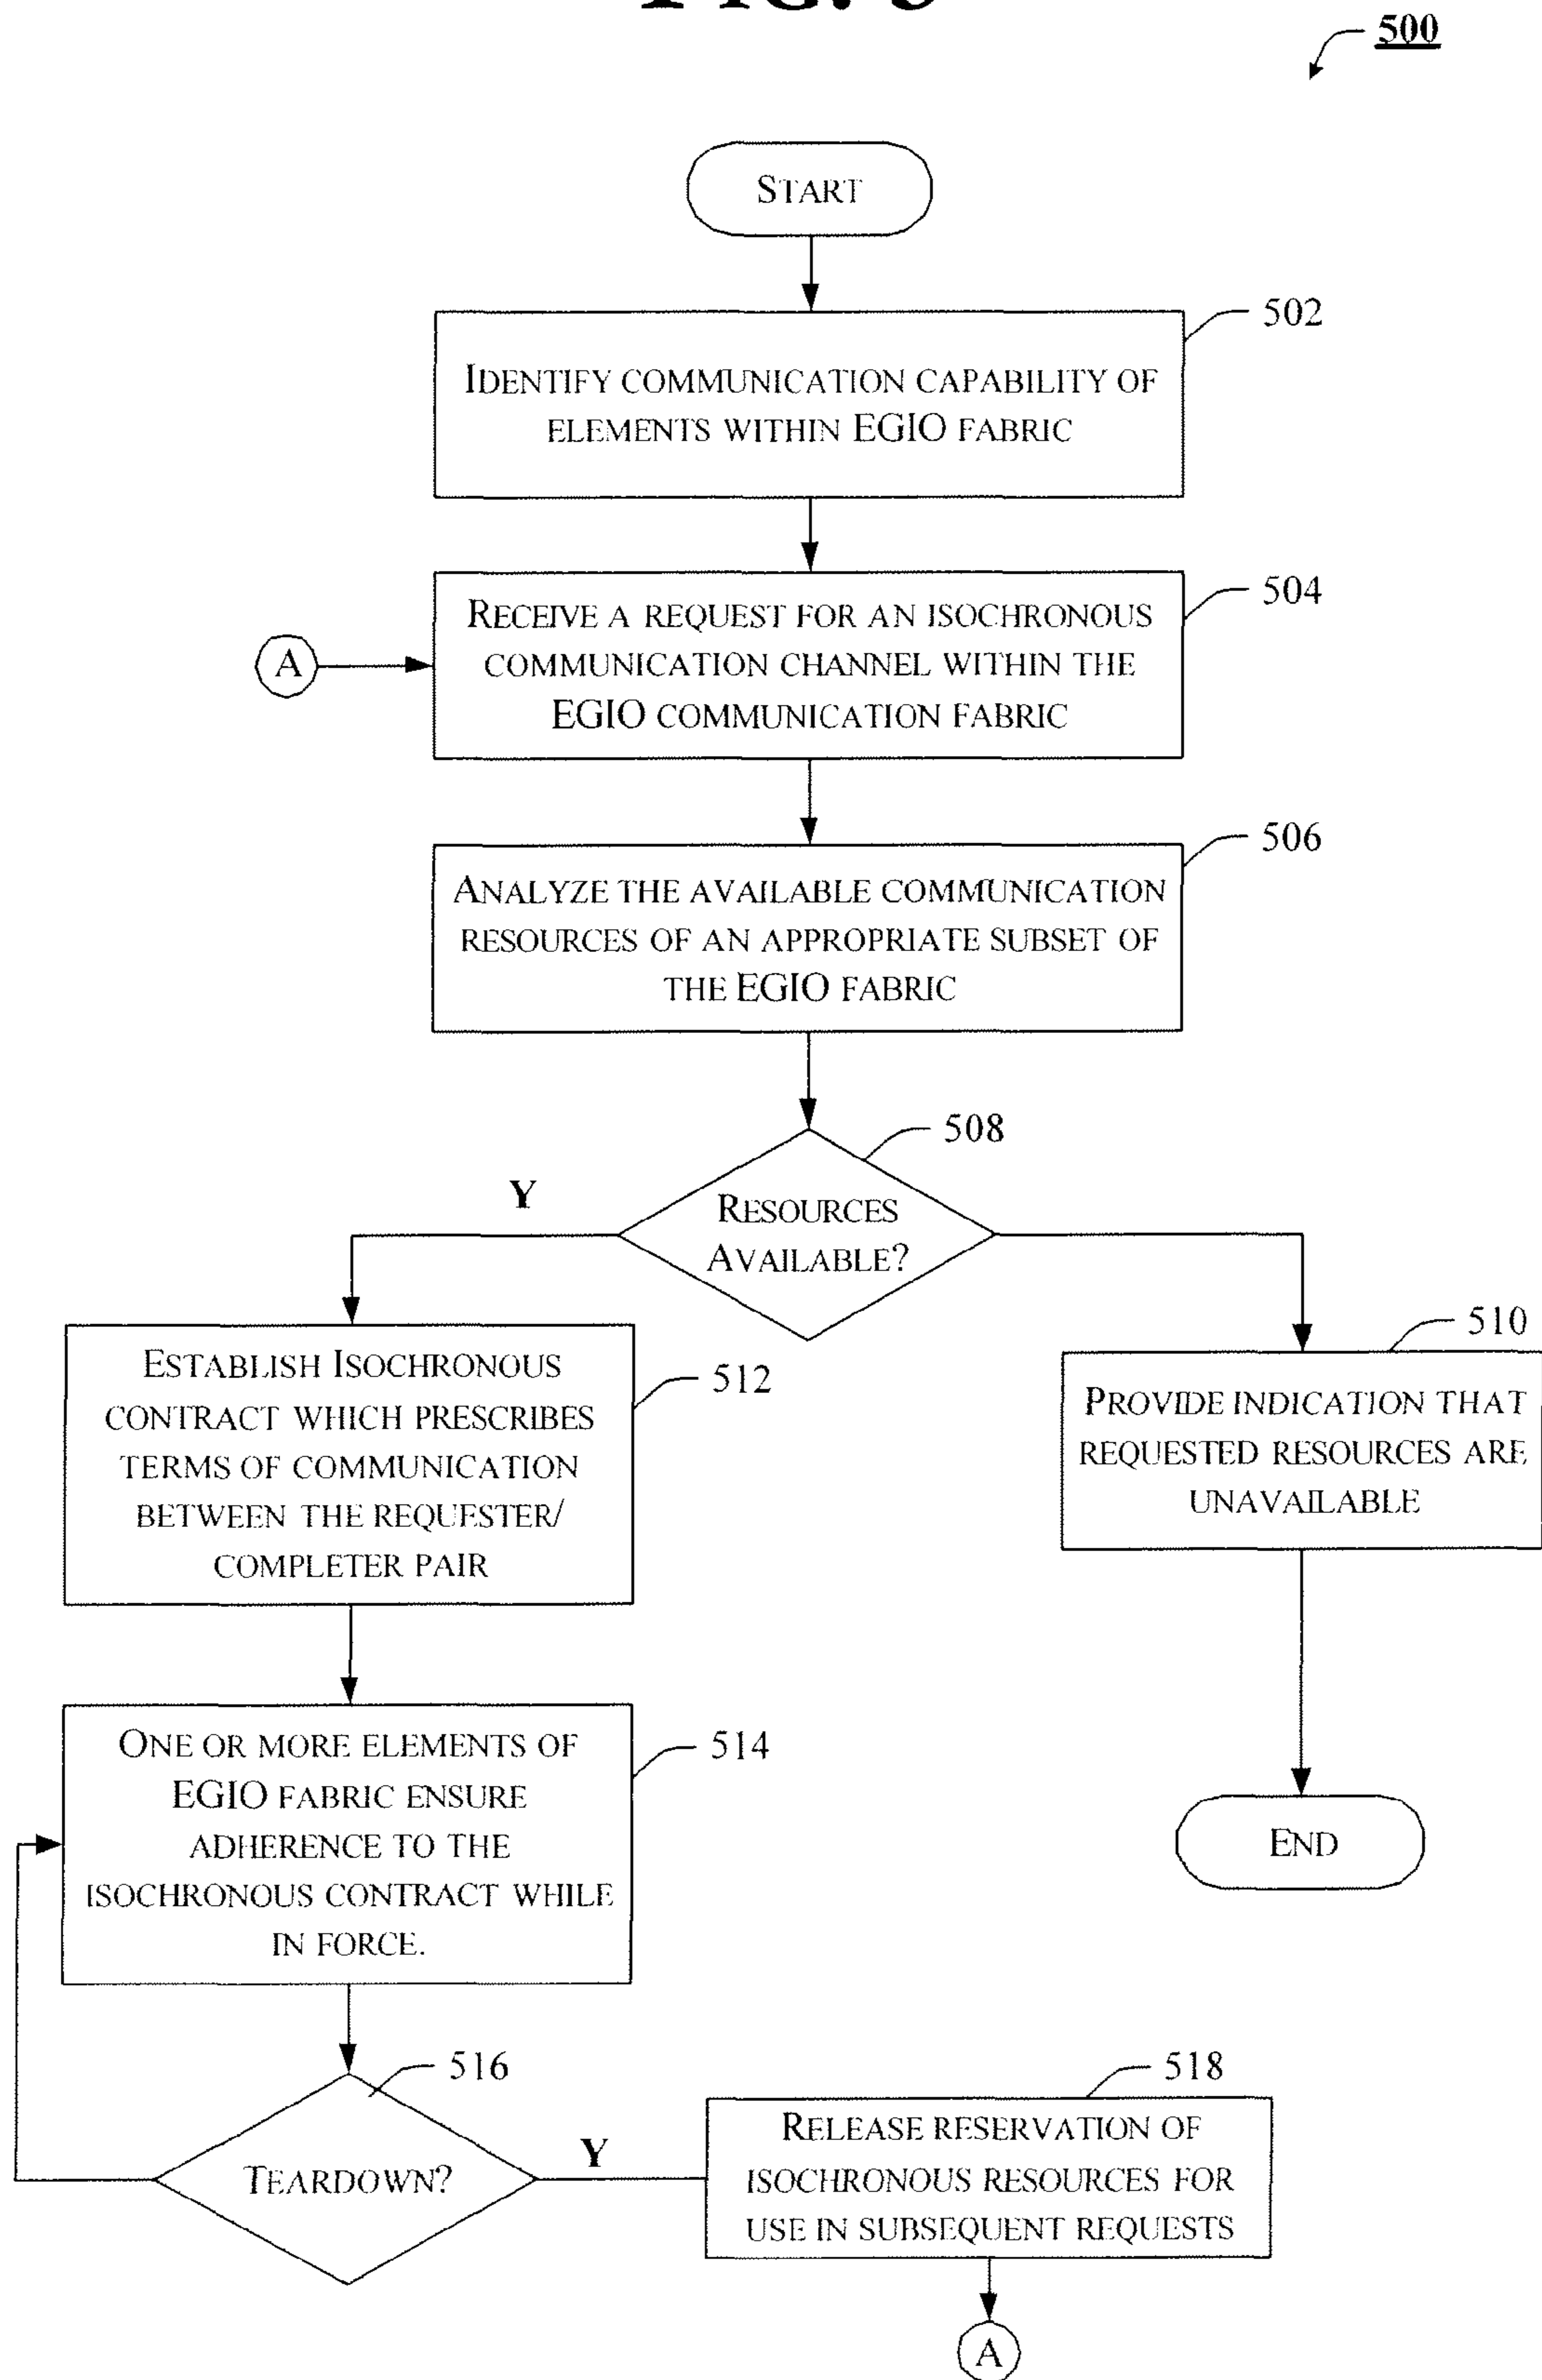 500
START
502
IDENTIFY COMMUNICATION CAPABILITY OF
ELEMENTS WITHIN EGIO FABRIC
504
RECEIVE A REQUEST FOR AN ISOCHRONOUS
COMMUNICATION CHANNEL WITHIN THE
EGIO COMMUNICATION FABRIC
A
506
ANALYZE THE AVAILABLE COMMUNICATION
RESOURCES OF AN APPROPRIATE SUBSET OF
THE EGIO FABRIC
508
Y
RESOURCES
AVAILABLE?
510
PROVIDE INDICATION THAT
REQUESTED RESOURCES ARE
UNAVAILABLE
512
ESTABLISH ISOCHRONOUS
CONTRACT WHICH PRESCRIBES
TERMS OF COMMUNICATION
BETWEEN THE REQUESTER/
COMPLETER PAIR
514
ONE OR MORE ELEMENTS OF
EGIO FABRIC ENSURE
ADHERENCE TO THE
ISOCHRONOUS CONTRACT WHILE
IN FORCE.
END
516
TEARDOWN?
Y
518
RELEASE RESERVATION OF
ISOCHRONOUS RESOURCES FOR
USE IN SUBSEQUENT REQUESTS
A